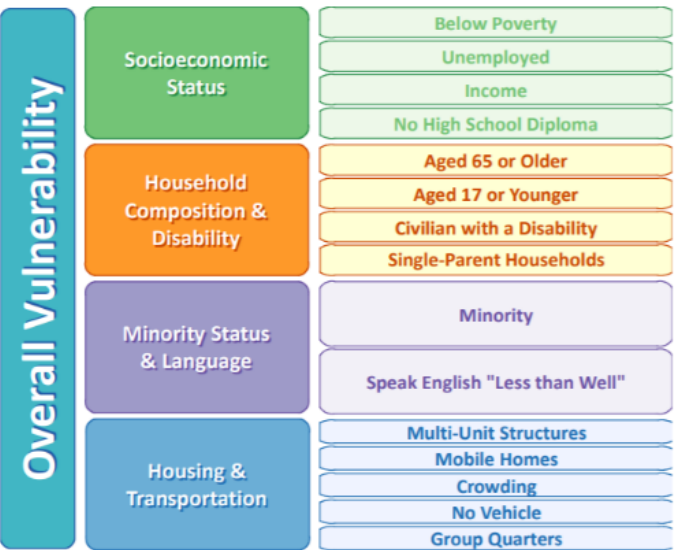 Overall Vulnerability
Socioeconomic
Status
Below Poverty
Unemployed
Income
No High School Diploma
Household
Composition &
Disability
Aged 65 or Older
Aged 17 or Younger
Civilian with a Disability
Single-Parent Households
Minority Status
& Language
Minority
Speak English "Less than Well"
Housing &
Transportation
Multi-Unit Structures
Mobile Homes
Crowding
No Vehicle
Group Quarters